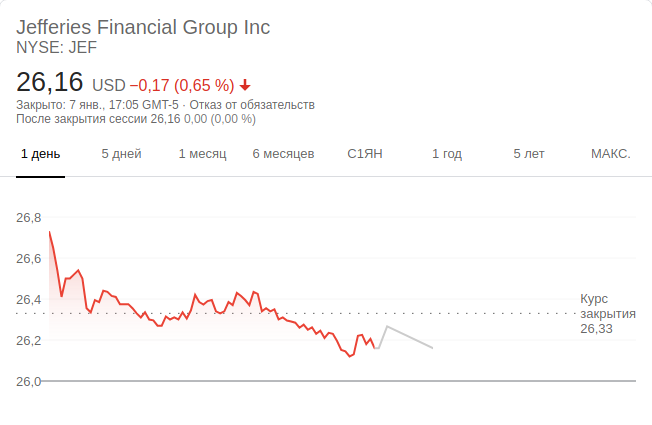 Jefferies Financial Group Inc
NYSE: JEF
26,16 USD −0,17 (0,65 %)
Закрыто: 7 янв., 17:05 GMT-5 · Отказ от обязательств
После закрытия сессии 26,16 0,00 (0,00 %)
1 день 5 дней 1 месяц 6 месяцев С1ЯН 1 год 5 лет МАКС.
26,8
26,6
26,4
Курс
закрытия
26,33
26,2
26,0